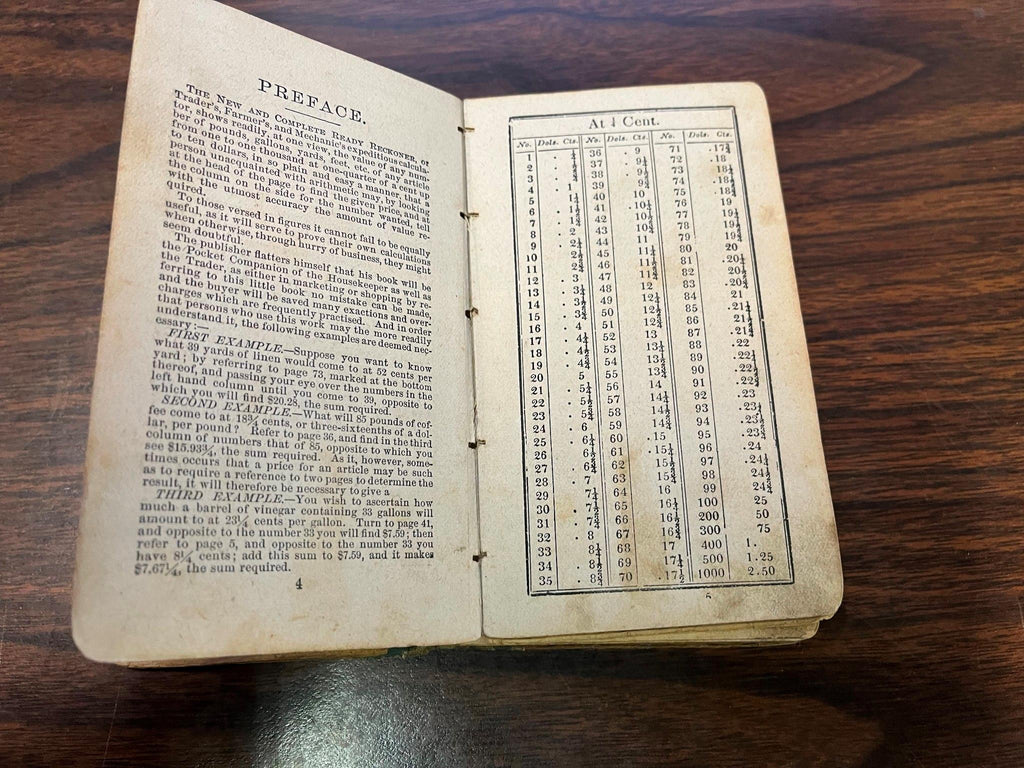 PREFACE.
THE NEW AND COMPLETE READY RECKONER, or
Trader's, Farmer's, and Mechanic's expeditious calcula-
tor, shows readily, at one view, the value of any num-
ber of pounds, gallons, yards, feet, etc. of any article
from one to one thousand at one-quarter of a cent up
to ten dollars, in so plain and easy a manner, that a
person unacquainted with arithmetic may, by looking
at the head of the page to find the given price, and at
the column on the side for the number wanted, tell
with the utmost accuracy the amount of value re-
quired.
To those versed in figures it cannot fail to be equally
useful, as it will serve to prove their own calculations
when otherwise, through hurry of business, they might
seem doubtful.
The publisher flatters himself that his book will be
the Pocket Companion of the Housekeeper as well as
the Trader, as either in marketing or shopping by re-
ferring to this little book no mistake can be made,
and the buyer will be saved many exactions and over-
charges which are frequently practised. And in order
that persons who use this work may the more readily
understand it, the following examples are deemed nec-
essary:—
FIRST EXAMPLE.—Suppose you want to know
what 39 yards of linen would come to at 52 cents per
yard; by referring to page 73, marked at the bottom
thereof, and passing your eye over the numbers in the
left hand column until you come to 39, opposite to
which you will find $20.28, the sum required.
SECOND EXAMPLE.—What will 85 pounds of cof-
fee come to at 18¾ cents, or three-sixteenths of a dol-
lar, per pound? Refer to page 36, and find in the third
column of numbers that of 85, opposite to which you
see $15.93¾, the sum required. As it, however, some-
times occurs that a price for an article may be such
as to require a reference to two pages to determine the
result, it will therefore be necessary to give a
THIRD EXAMPLE.—You wish to ascertain how
much a barrel of vinegar containing 33 gallons will
amount to at 23¼ cents per gallon. Turn to page 41,
and opposite to the number 33 you will find $7.59; then
refer to page 5, and opposite to the number 33 you
have 8¼ cents; add this sum to $7.59, and it makes
$7.67¼, the sum required.
4
At ¼ Cent.
No. Dols. Cts. No. Dols. Cts. No. Dols. Cts.
1 . ¼ 36 . 9 71 .17¾
2 . ½ 37 . 9¼ 72 .18
3 . ¾ 38 . 9½ 73 .18¼
4 . 1 39 . 9¾ 74 .18½
5 . 1¼ 40 .10 75 .18¾
6 . 1½ 41 .10¼ 76 .19
7 . 1¾ 42 .10½ 77 .19¼
8 . 2 43 .10¾ 78 .19½
9 . 2¼ 44 .11 79 .19¾
10 . 2½ 45 .11¼ 80 .20
11 . 2¾ 46 .11½ 81 .20¼
12 . 3 47 .11¾ 82 .20½
13 . 3¼ 48 .12 83 .20¾
14 . 3½ 49 .12¼ 84 .21
15 . 3¾ 50 .12½ 85 .21¼
16 . 4 51 .12¾ 86 .21½
17 . 4¼ 52 .13 87 .21¾
18 . 4½ 53 .13¼ 88 .22
19 . 4¾ 54 .13½ 89 .22¼
20 . 5 55 .13¾ 90 .22½
21 . 5¼ 56 .14 91 .22¾
22 . 5½ 57 .14¼ 92 .23
23 . 5¾ 58 .14½ 93 .23¼
24 . 6 59 .14¾ 94 .23½
25 . 6¼ 60 .15 95 .23¾
26 . 6½ 61 .15¼ 96 .24
27 . 6¾ 62 .15½ 97 .24¼
28 . 7 63 .15¾ 98 .24½
29 . 7¼ 64 .16 99 .24¾
30 . 7½ 65 .16¼ 100 .25
31 . 7¾ 66 .16½ 200 .50
32 . 8 67 .16¾ 300 .75
33 . 8¼ 68 .17 400 1.
34 . 8½ 69 .17¼ 500 1.25
35 . 8¾ 70 .17½ 1000 2.50
5